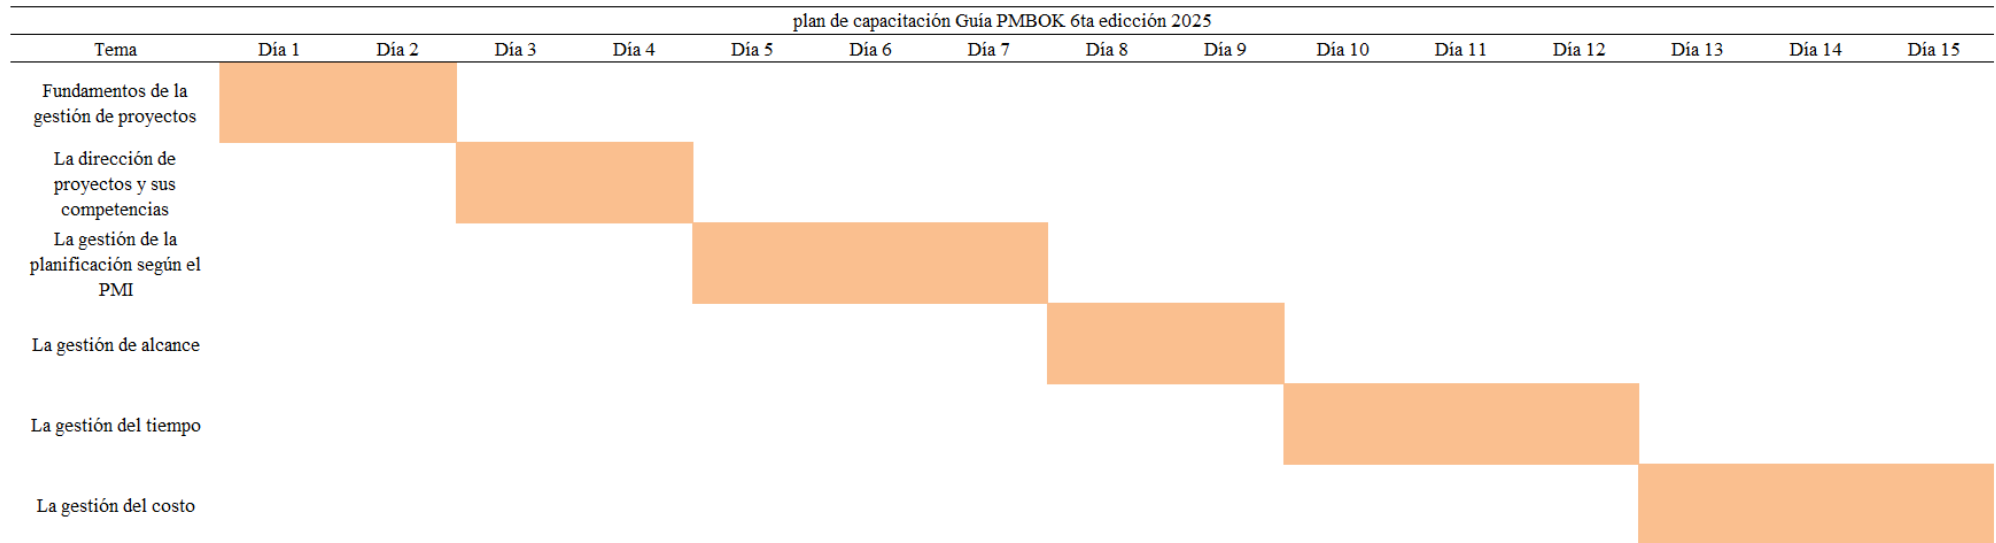 plan de capacitación Guía PMBOK 6ta edicción 2025
Tema Día 1 Día 2 Día 3 Día 4 Día 5 Día 6 Día 7 Día 8 Día 9 Día 10 Día 11 Día 12 Día 13 Día 14 Día 15
Fundamentos de la
gestión de proyectos
La dirección de
proyectos y sus
competencias
La gestión de la
planificación según el
PMI
La gestión de alcance
La gestión del tiempo
La gestión del costo